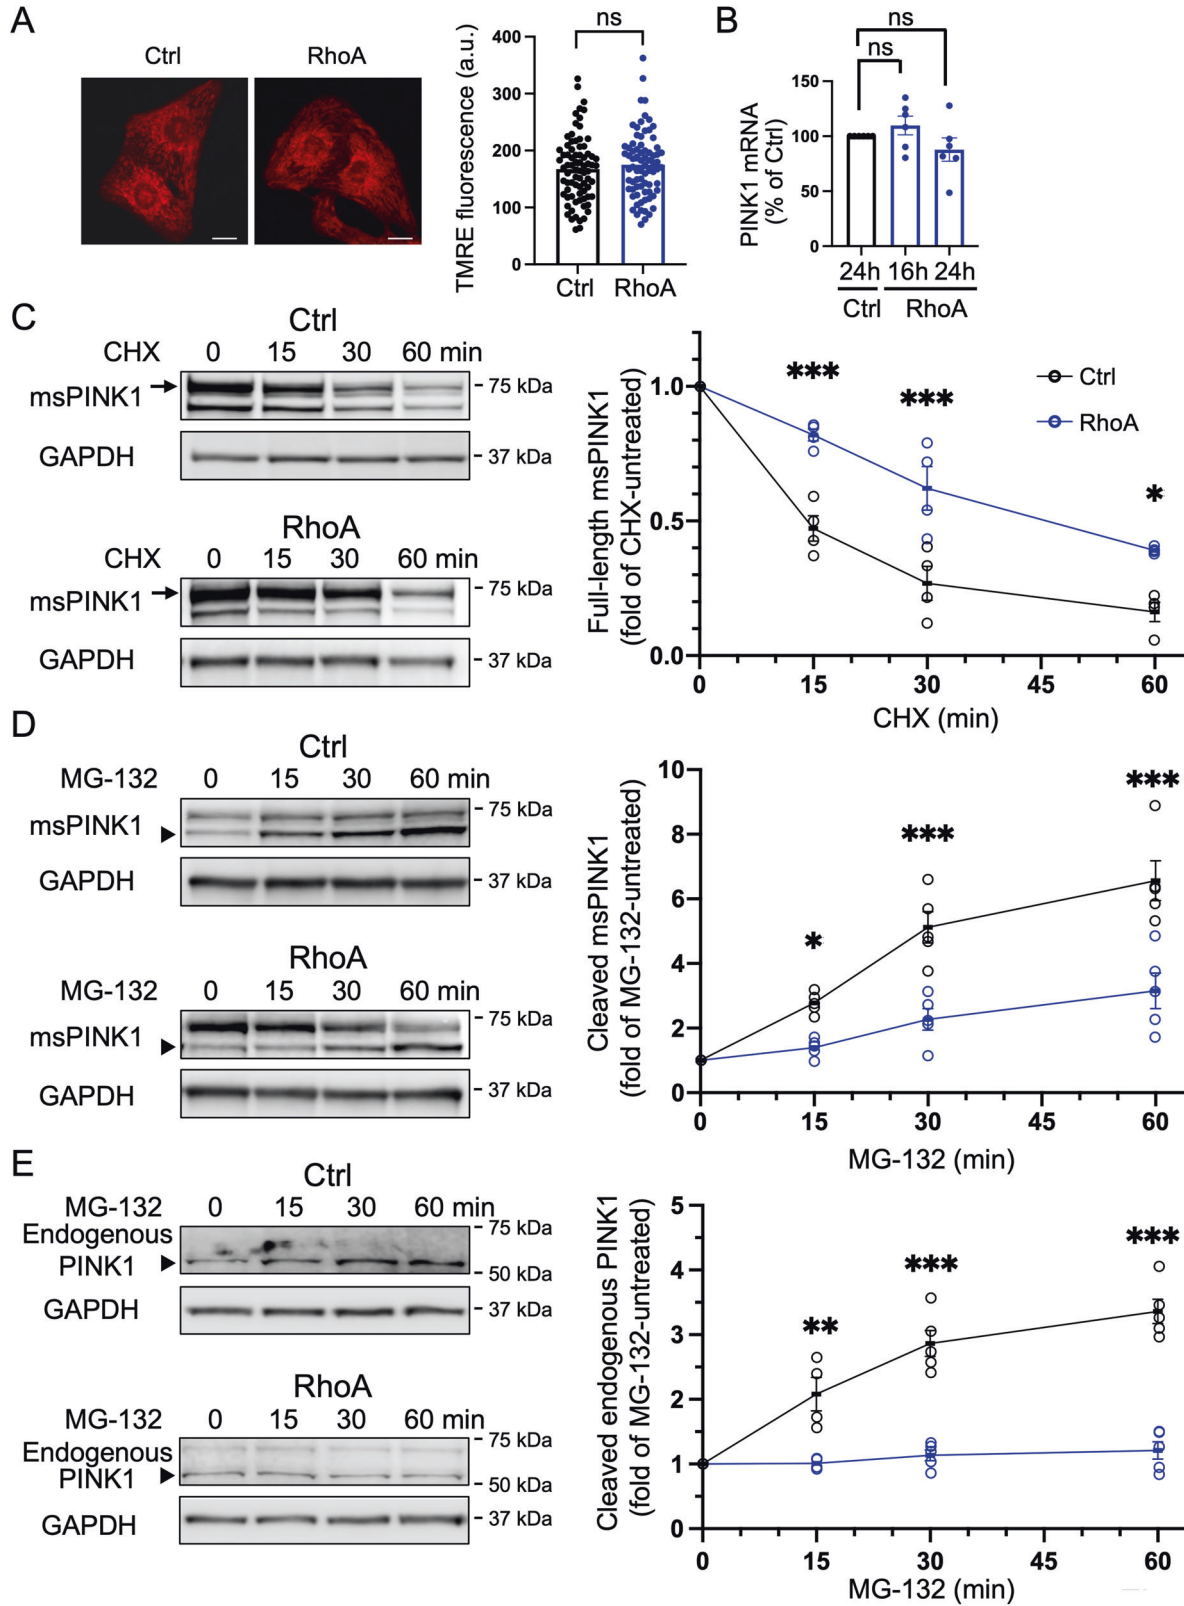 A
Ctrl
RhoA
TMRE fluorescence (a.u.)
400
300
200
100
0
ns
Ctrl
RhoA
B
PINK1 mRNA
(% of Ctrl)
150
100
50
0
ns
ns
24h
16h
24h
Ctrl
RhoA
C
Ctrl
CHX
0
15
30
60 min
msPINK1
75 kDa
GAPDH
37 kDa
RhoA
CHX
0
15
30
60 min
msPINK1
75 kDa
GAPDH
37 kDa
Full-length msPINK1
(fold of CHX-untreated)
1.0
0.5
0.0
***
***
*
Ctrl
RhoA
0
15
30
45
60
CHX (min)
D
Ctrl
MG-132
0
15
30
60 min
msPINK1
75 kDa
GAPDH
37 kDa
RhoA
MG-132
0
15
30
60 min
msPINK1
75 kDa
GAPDH
37 kDa
Cleaved msPINK1
(fold of MG-132-untreated)
10
8
6
4
2
0
*
***
***
0
15
30
45
60
MG-132 (min)
E
Ctrl
MG-132
0
15
30
60 min
Endogenous
PINK1
75 kDa
50 kDa
GAPDH
37 kDa
RhoA
MG-132
0
15
30
60 min
Endogenous
PINK1
75 kDa
50 kDa
GAPDH
37 kDa
Cleaved endogenous PINK1
(fold of MG-132-untreated)
5
4
3
2
1
0
**
***
***
0
15
30
45
60
MG-132 (min)